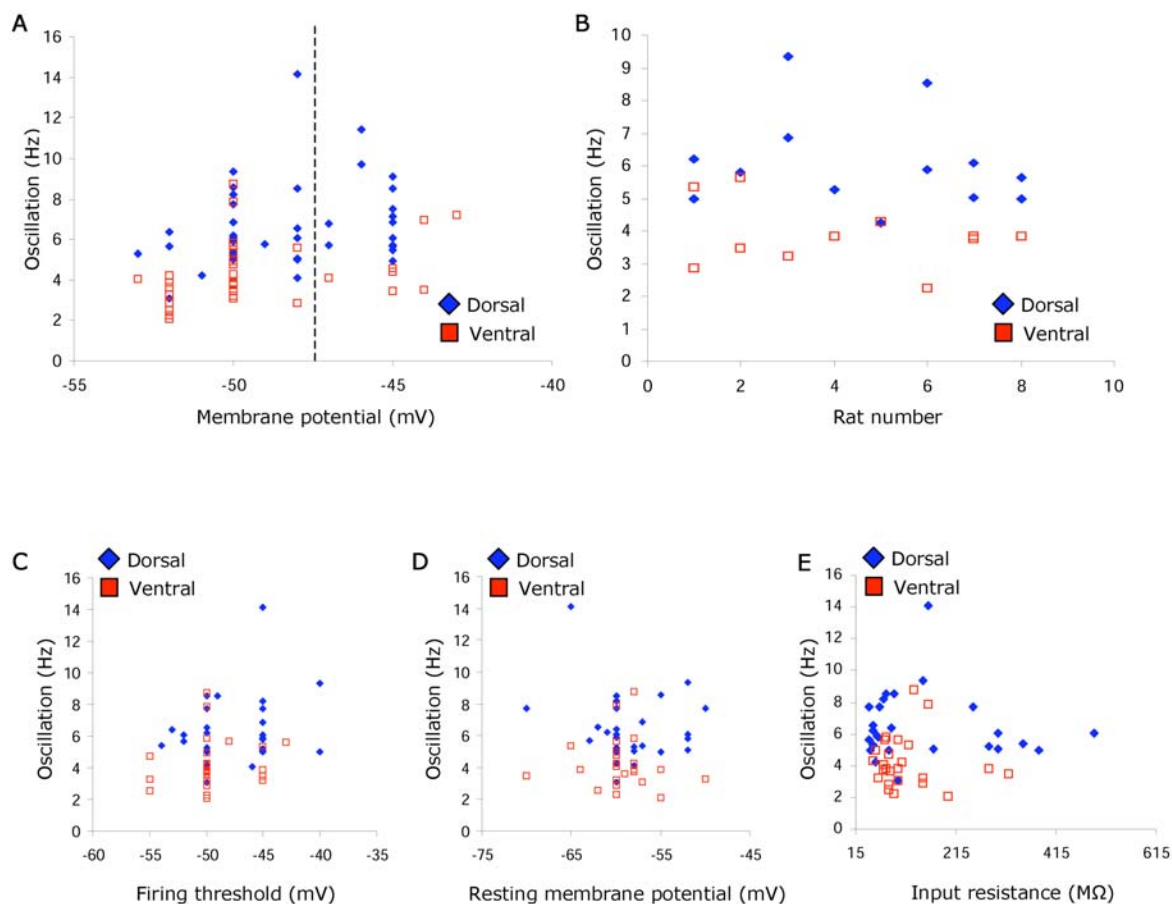 A
B
Oscillation (Hz)
16
14
12
10
8
6
4
2
0
-55
-50
-45
-40
Membrane potential (mV)
Dorsal
Ventral
Oscillation (Hz)
10
9
8
7
6
5
4
3
2
1
0
0
2
4
6
8
10
Rat number
Dorsal
Ventral
C
Dorsal
Ventral
Oscillation (Hz)
16
14
12
10
8
6
4
2
0
-60
-55
-50
-45
-40
-35
Firing threshold (mV)
D
Dorsal
Ventral
Oscillation (Hz)
16
14
12
10
8
6
4
2
0
-75
-65
-55
-45
Resting membrane potential (mV)
E
Dorsal
Ventral
Oscillation (Hz)
16
14
12
10
8
6
4
2
0
15
215
415
615
Input resistance (MΩ)